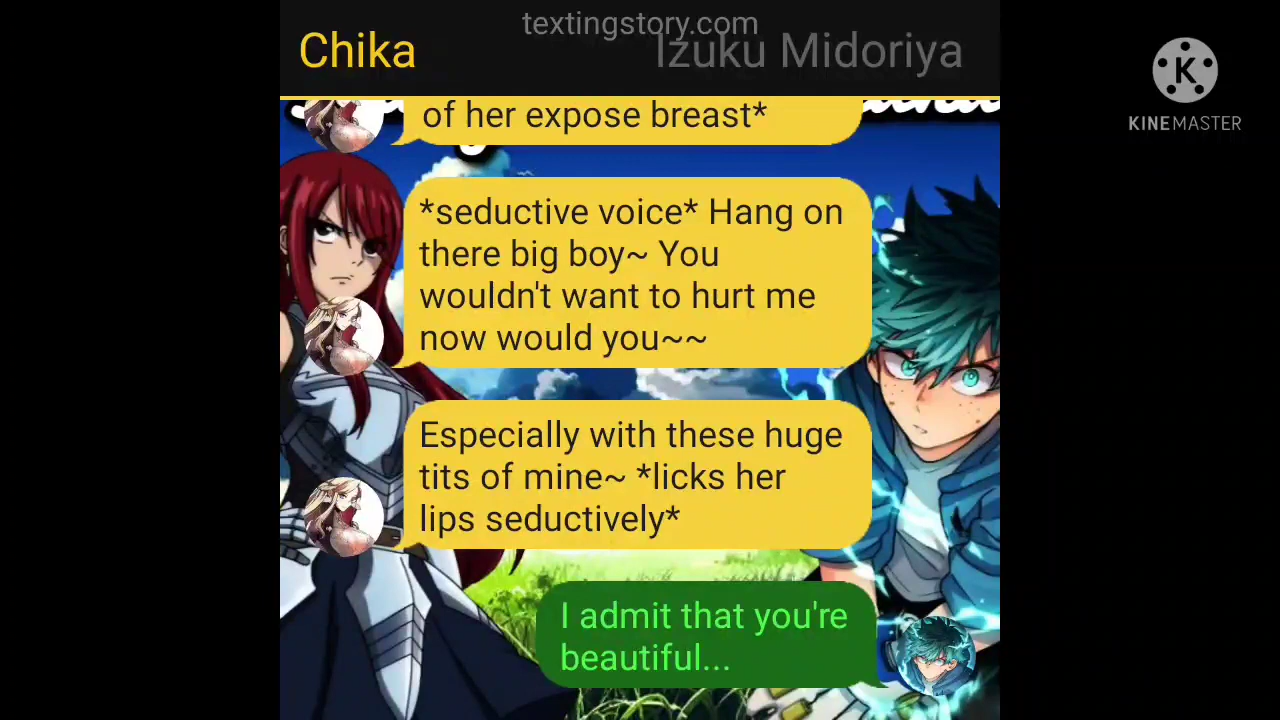 textingstory.com
Chika
Izuku Midoriya
KINEMASTER
of her expose breast*
*seductive voice* Hang on
there big boy~ You
wouldn't want to hurt me
now would you~~
Especially with these huge
tits of mine~ *licks her
lips seductively*
I admit that you're
beautiful...